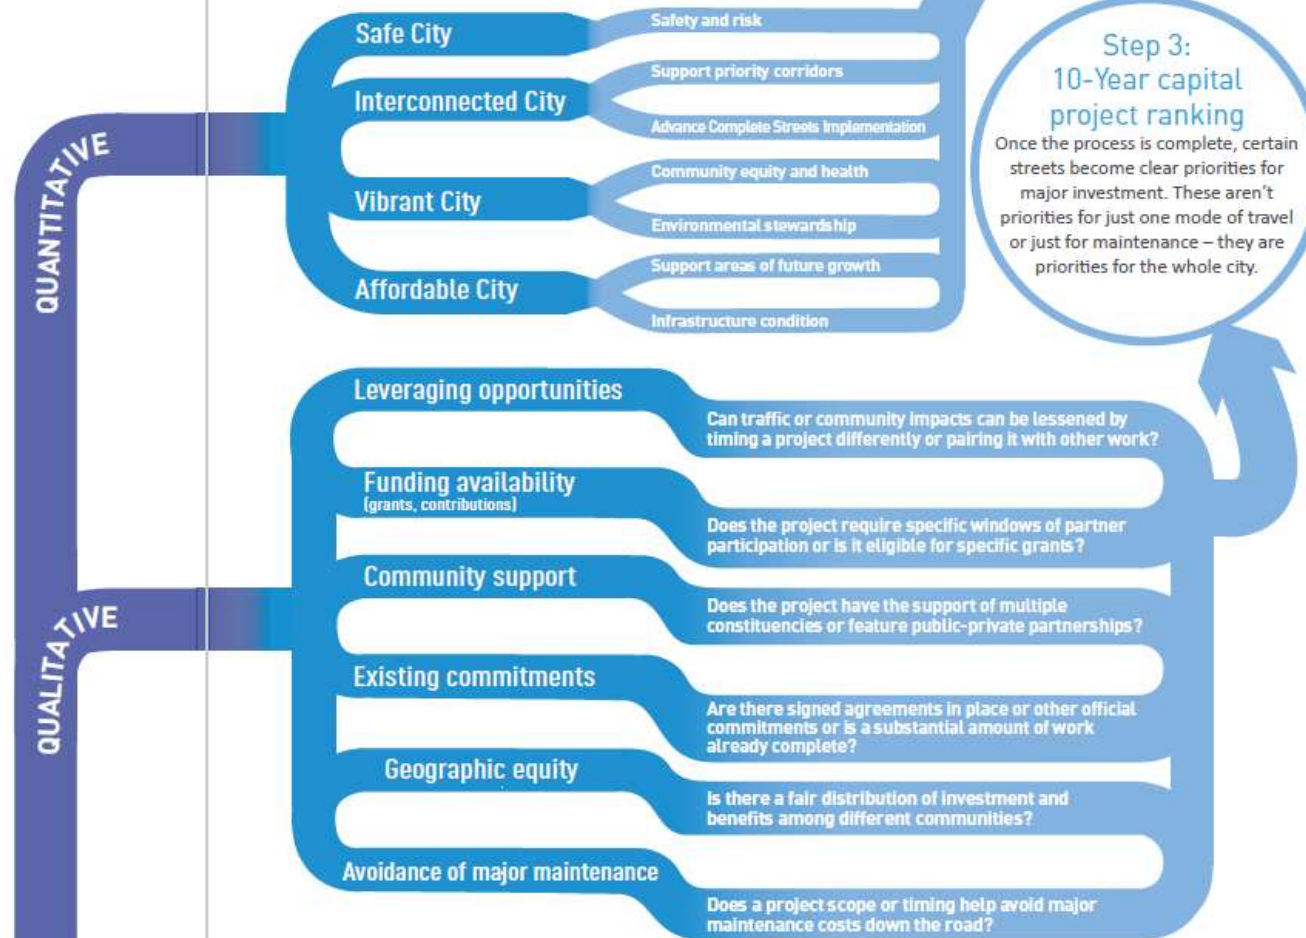 QUANTITATIVE
Safe City
Safety and risk
Interconnected City
Support priority corridors
Advance Complete Streets Implementation
Vibrant City
Community equity and health
Environmental stewardship
Affordable City
Support areas of future growth
Infrastructure condition
Step 3:
10-Year capital
project ranking
Once the process is complete, certain
streets become clear priorities for
major investment. These aren't
priorities for just one mode of travel
or just for maintenance – they are
priorities for the whole city.
QUALITATIVE
Leveraging opportunities
Can traffic or community impacts can be lessened by
timing a project differently or pairing it with other work?
Funding availability
(grants, contributions)
Does the project require specific windows of partner
participation or is it eligible for specific grants?
Community support
Does the project have the support of multiple
constituencies or feature public-private partnerships?
Existing commitments
Are there signed agreements in place or other official
commitments or is a substantial amount of work
already complete?
Geographic equity
Is there a fair distribution of investment and
benefits among different communities?
Avoidance of major maintenance
Does a project scope or timing help avoid major
maintenance costs down the road?